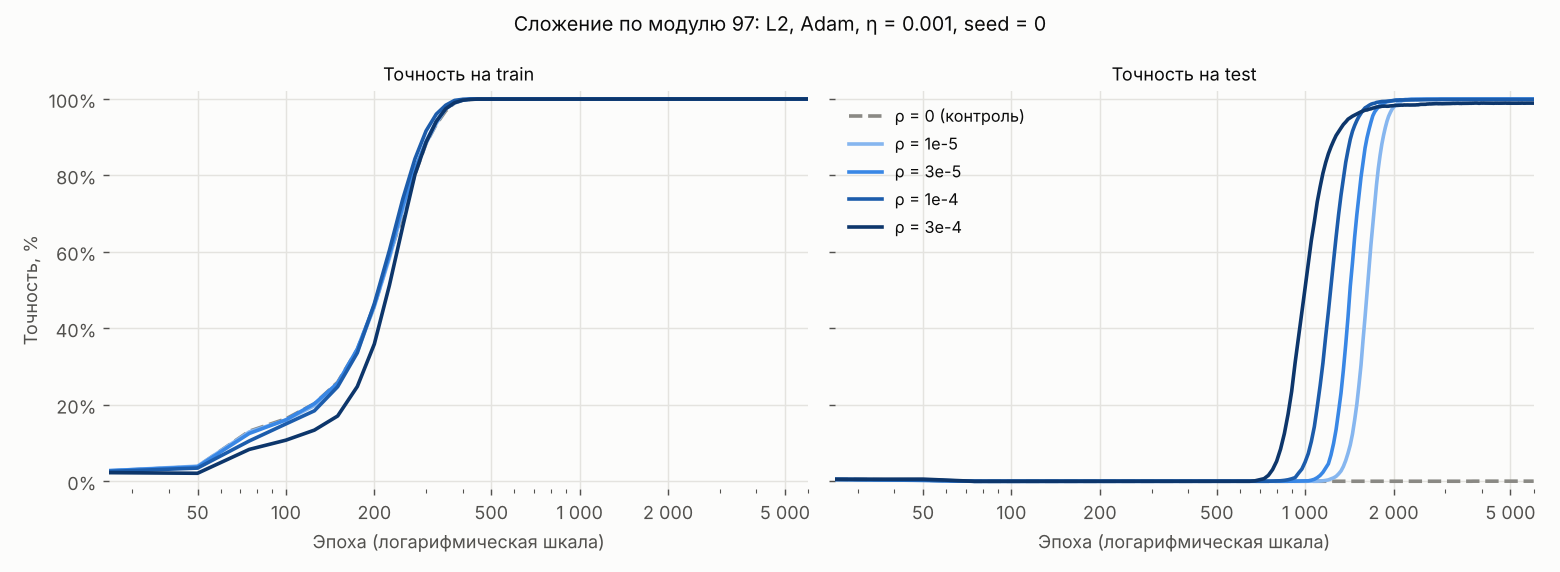 Сложение по модулю 97: L2, Adam, η = 0.001, seed = 0
Точность на train
Точность, %
100%
80%
60%
40%
20%
0%
50
100
200
500
1 000
2 000
5 000
Эпоха (логарифмическая шкала)
Точность на test
ρ = 0 (контроль)
ρ = 1e-5
ρ = 3e-5
ρ = 1e-4
ρ = 3e-4
50
100
200
500
1 000
2 000
5 000
Эпоха (логарифмическая шкала)